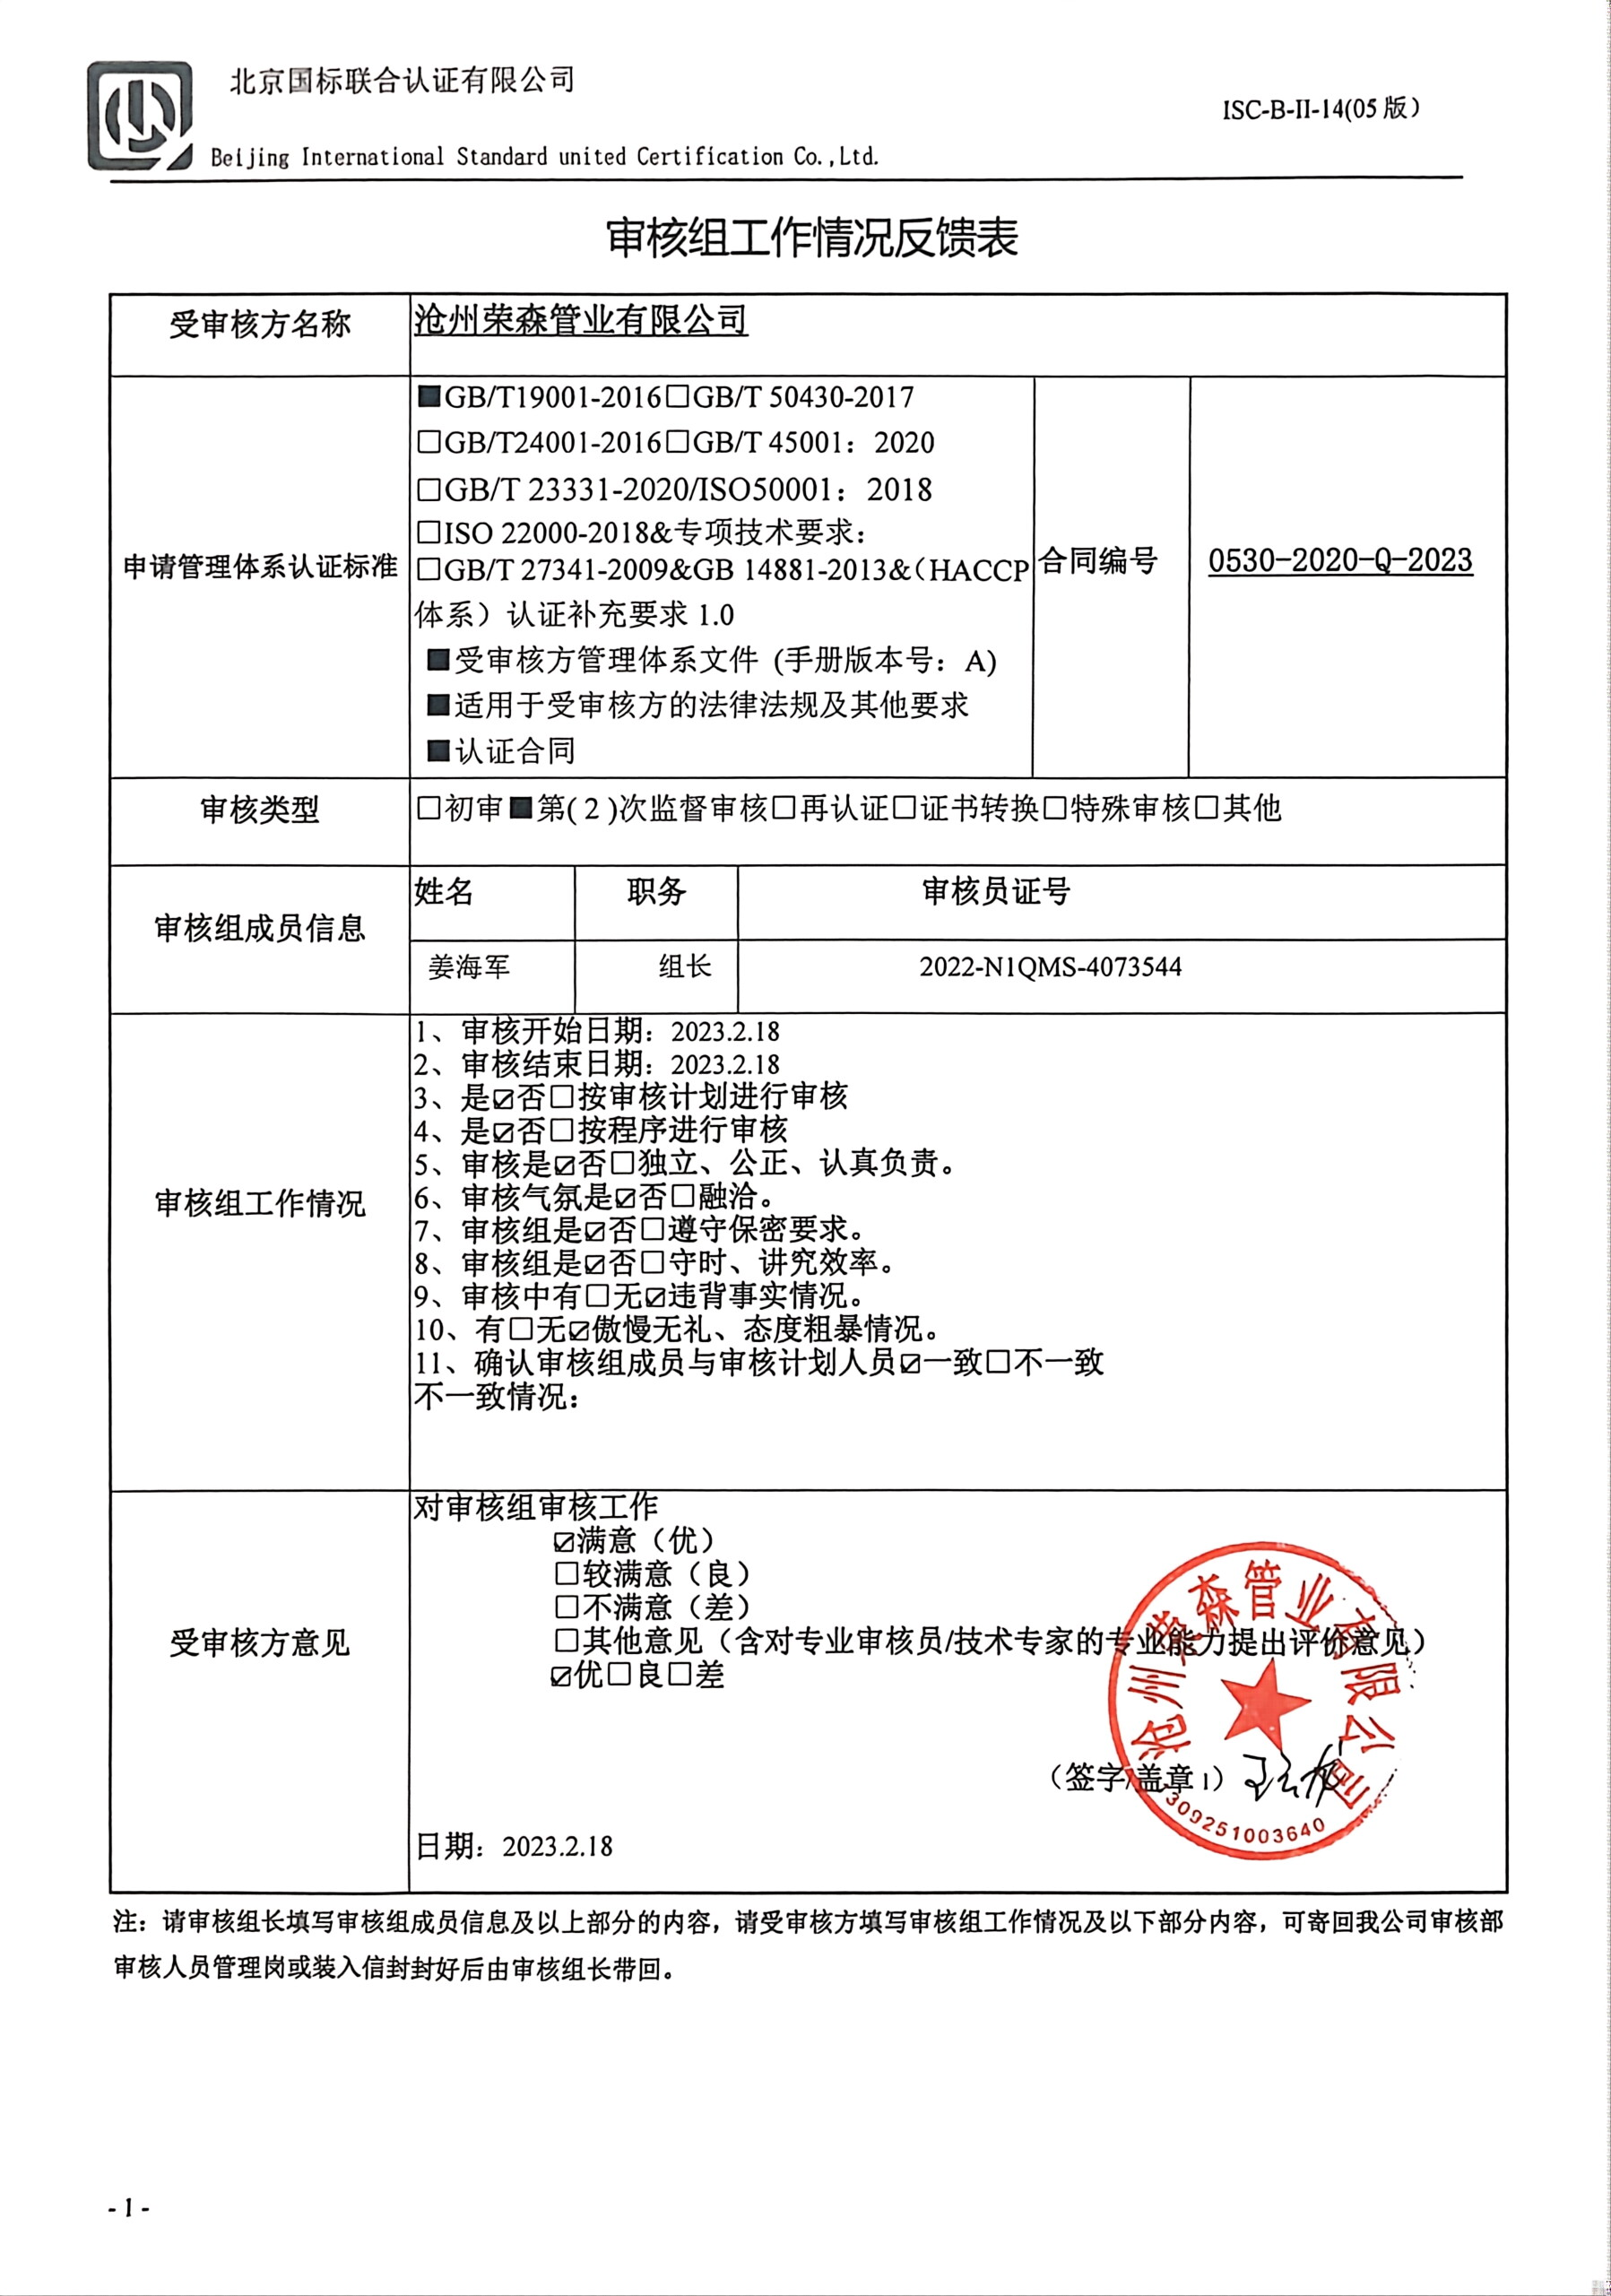 北京国标联合认证有限公司
ISC-B-II-14(05 版)
Beijing International Standard united Certification Co.,Ltd.
审核组工作情况反馈表
受审核方名称
沧州荣森管业有限公司
申请管理体系认证标准
■GB/T19001-2016□GB/T 50430-2017
□GB/T24001-2016□GB/T 45001：2020
□GB/T 23331-2020/ISO50001：2018
□ISO 22000-2018&专项技术要求：
□GB/T 27341-2009&GB 14881-2013&（HACCP
体系）认证补充要求 1.0
■受审核方管理体系文件 (手册版本号：A)
■适用于受审核方的法律法规及其他要求
■认证合同
合同编号
0530-2020-Q-2023
审核类型
□初审■第( 2 )次监督审核□再认证□证书转换□特殊审核□其他
审核组成员信息
姓名 职务 审核员证号
姜海军 组长 2022-N1QMS-4073544
审核组工作情况
1、审核开始日期：2023.2.18
2、审核结束日期：2023.2.18
3、是☑否□按审核计划进行审核
4、是☑否□按程序进行审核
5、审核是☑否□独立、公正、认真负责。
6、审核气氛是☑否□融洽。
7、审核组是☑否□遵守保密要求。
8、审核组是☑否□守时、讲究效率。
9、审核中有□无☑违背事实情况。
10、有□无☑傲慢无礼、态度粗暴情况。
11、确认审核组成员与审核计划人员☑一致□不一致
不一致情况：
受审核方意见
对审核组审核工作
☑满意（优）
□较满意（良）
□不满意（差）
□其他意见（含对专业审核员/技术专家的专业能力提出评价意见）
☑优□良□差
沧州荣森管业有限公司
（签字/盖章）
1309251003640
日期：2023.2.18
注：请审核组长填写审核组成员信息及以上部分的内容，请受审核方填写审核组工作情况及以下部分内容，可寄回我公司审核部
审核人员管理岗或装入信封封好后由审核组长带回。
- 1 -